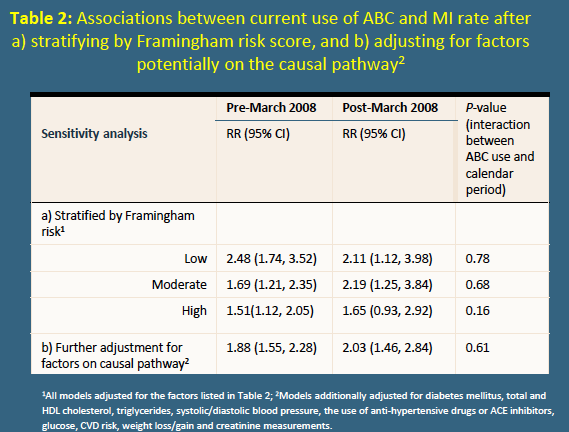 Table 2: Associations between current use of ABC and MI rate after
a) stratifying by Framingham risk score, and b) adjusting for factors
potentially on the causal pathway²
Pre-March 2008 Post-March 2008 P-value
Sensitivity analysis RR (95% CI) RR (95% CI) (interaction
between
ABC use and
calendar
period)
a) Stratified by Framingham
risk¹
Low 2.48 (1.74, 3.52) 2.11 (1.12, 3.98) 0.78
Moderate 1.69 (1.21, 2.35) 2.19 (1.25, 3.84) 0.68
High 1.51(1.12, 2.05) 1.65 (0.93, 2.92) 0.16
b) Further adjustment for 1.88 (1.55, 2.28) 2.03 (1.46, 2.84) 0.61
factors on causal pathway²
¹All models adjusted for the factors listed in Table 2; ²Models additionally adjusted for diabetes mellitus, total and
HDL cholesterol, triglycerides, systolic/diastolic blood pressure, the use of anti-hypertensive drugs or ACE inhibitors,
glucose, CVD risk, weight loss/gain and creatinine measurements.